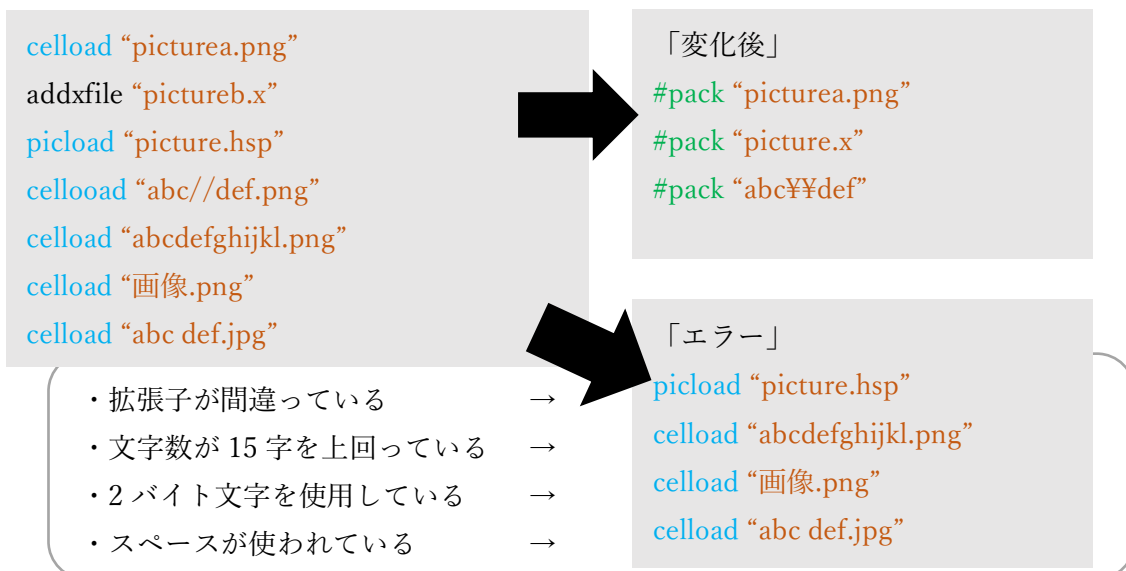 celload “picturea.png”
addxfile “pictureb.x”
picload “picture.hsp”
cellooad “abc//def.png”
celload “abcdefghijkl.png”
celload “画像.png”
celload “abc def.jpg”
「変化後」
#pack “picturea.png”
#pack “picture.x”
#pack “abc¥¥def”
「エラー」
picload “picture.hsp”
celload “abcdefghijkl.png”
celload “画像.png”
celload “abc def.jpg”
・拡張子が間違っている →
・文字数が 15 字を上回っている →
・2 バイト文字を使用している →
・スペースが使われている →